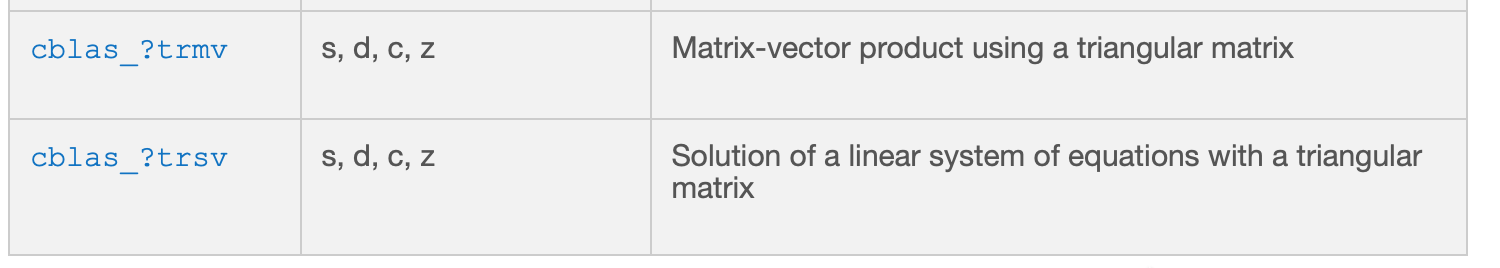 cblas_?trmv s, d, c, z Matrix-vector product using a triangular matrix
cblas_?trsv s, d, c, z Solution of a linear system of equations with a triangular
matrix